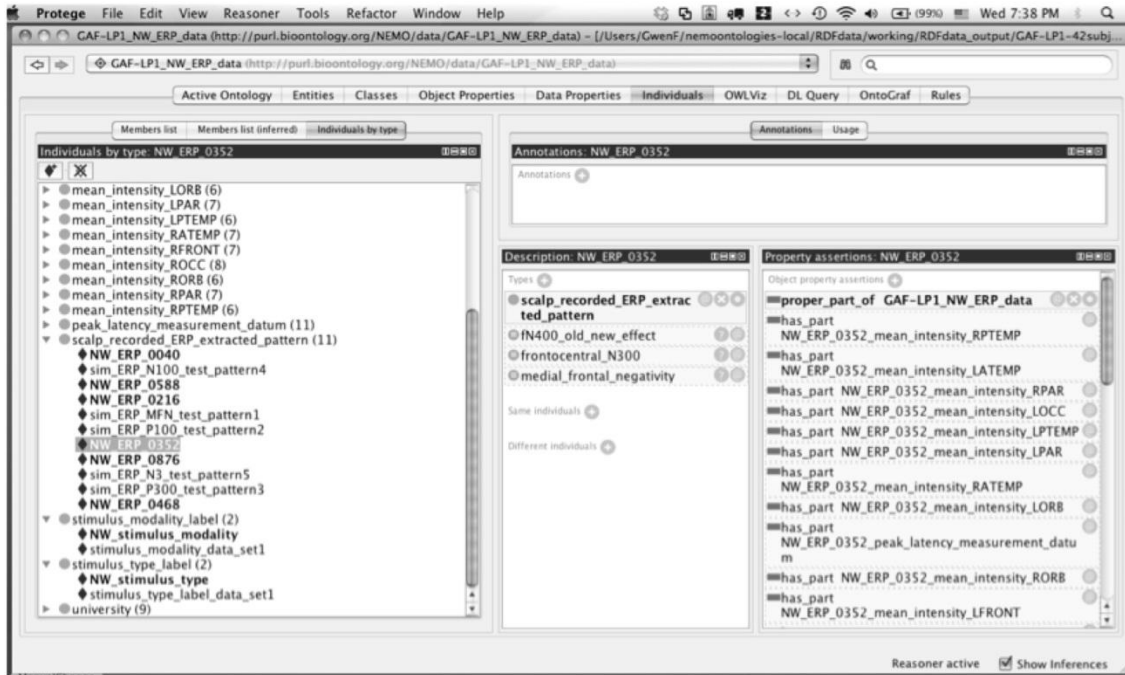 Protege File Edit View Reasoner Tools Refactor Window Help (99%) Wed 7:38 PM
GAF-LP1_NW_ERP_data (http://purl.bioontology.org/NEMO/data/GAF-LP1_NW_ERP_data) – [/Users/GwenF/nemoontologies-local/RDFdata/working/RDFdata_output/GAF-LP1-42subj...
GAF-LP1_NW_ERP_data (http://purl.bioontology.org/NEMO/data/GAF-LP1_NW_ERP_data)
Active Ontology Entities Classes Object Properties Data Properties Individuals OWLViz DL Query OntoGraf Rules
Members list Members list (inferred) Individuals by type
Individuals by type: NW_ERP_0352
mean_intensity_LORB (6)
mean_intensity_LPAR (7)
mean_intensity_LPTEMP (6)
mean_intensity_RATEMP (7)
mean_intensity_RFRONT (7)
mean_intensity_ROCC (8)
mean_intensity_RORB (6)
mean_intensity_RPAR (7)
mean_intensity_RPTEMP (6)
peak_latency_measurement_datum (11)
scalp_recorded_ERP_extracted_pattern (11)
NW_ERP_0040
sim_ERP_N100_test_pattern4
NW_ERP_0588
NW_ERP_0216
sim_ERP_MFN_test_pattern1
sim_ERP_P100_test_pattern2
NW_ERP_0352
NW_ERP_0876
sim_ERP_N3_test_pattern5
sim_ERP_P300_test_pattern3
NW_ERP_0468
stimulus_modality_label (2)
NW_stimulus_modality
stimulus_modality_data_set1
stimulus_type_label (2)
NW_stimulus_type
stimulus_type_label_data_set1
university (9)
Annotations Usage
Annotations: NW_ERP_0352
Annotations
Description: NW_ERP_0352
Types
scalp_recorded_ERP_extrac
ted_pattern
fN400_old_new_effect
frontocentral_N300
medial_frontal_negativity
Same individuals
Different individuals
Property assertions: NW_ERP_0352
Object property assertions
proper_part_of GAF-LP1_NW_ERP_data
has_part
NW_ERP_0352_mean_intensity_RPTEMP
has_part
NW_ERP_0352_mean_intensity_LATEMP
has_part NW_ERP_0352_mean_intensity_RPAR
has_part NW_ERP_0352_mean_intensity_LOCC
has_part NW_ERP_0352_mean_intensity_LPTEMP
has_part NW_ERP_0352_mean_intensity_LPAR
has_part
NW_ERP_0352_mean_intensity_RATEMP
has_part NW_ERP_0352_mean_intensity_LORB
has_part
NW_ERP_0352_peak_latency_measurement_datu
m
has_part NW_ERP_0352_mean_intensity_RORB
has_part
NW_ERP_0352_mean_intensity_LFRONT
Reasoner active Show Inferences